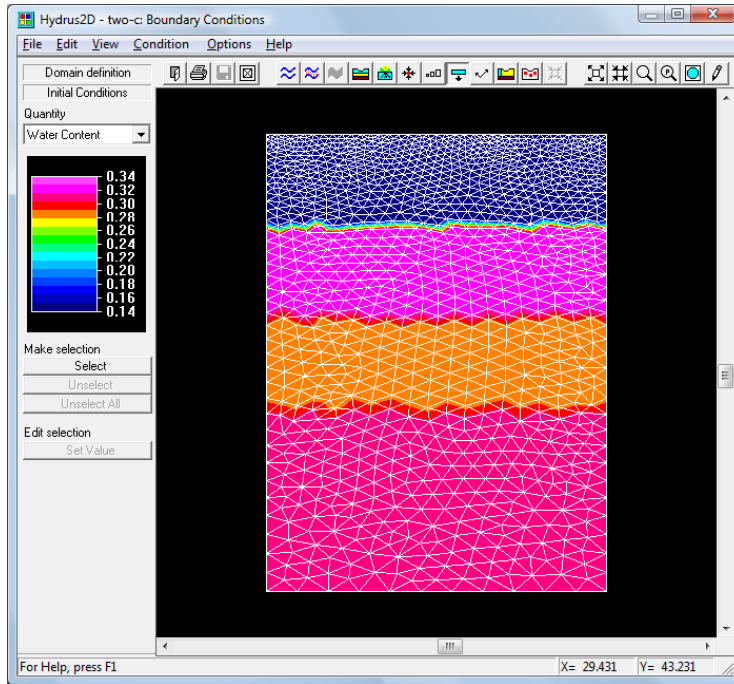 Hydrus2D - two-c: Boundary Conditions
File Edit View Condition Options Help
Domain definition
Initial Conditions
Quantity
Water Content
0.34
0.32
0.30
0.28
0.26
0.24
0.22
0.20
0.18
0.16
0.14
Make selection
Select
Unselect
Unselect All
Edit selection
Set Value
For Help, press F1
X= 29.431
Y= 43.231